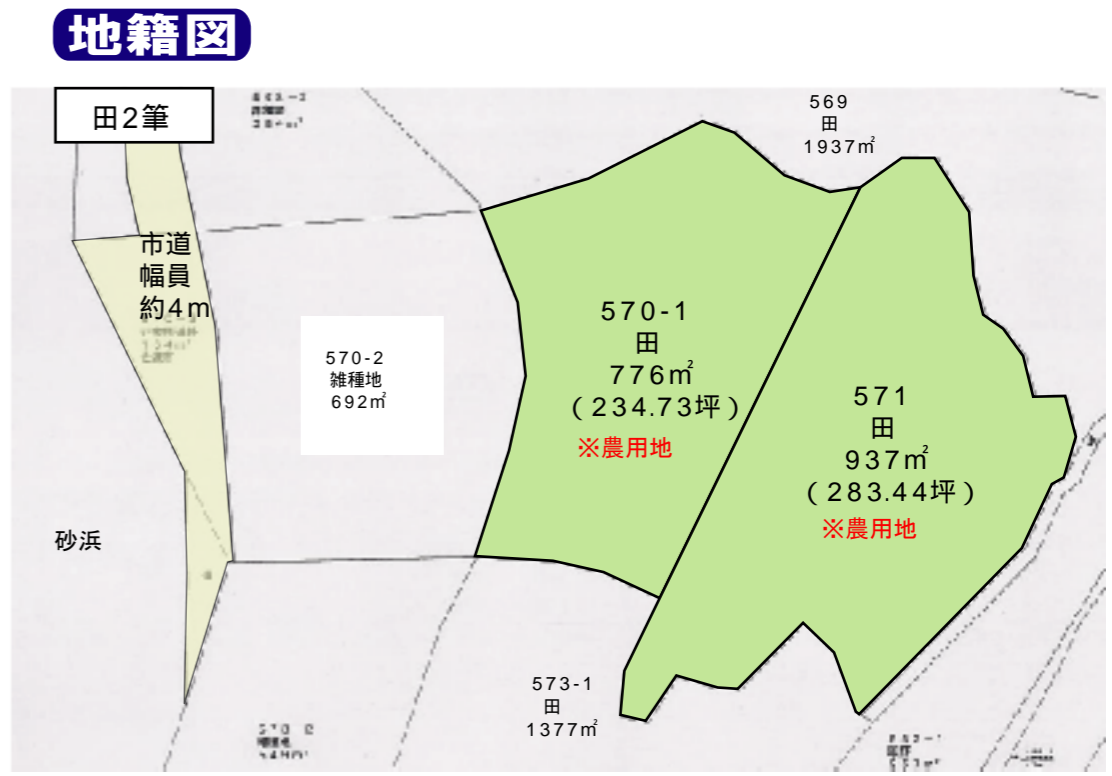 地籍図
田2筆
569
田
1937㎡
市道
幅員
約4m
570-2
雑種地
692㎡
570-1
田
776㎡
(234.73坪)
※農用地
571
田
937㎡
(283.44坪)
※農用地
砂浜
573-1
田
1377㎡